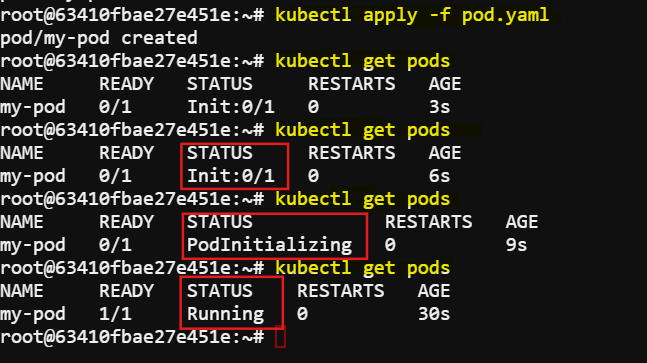 root@63410fbae27e451e:~# kubectl apply -f pod.yaml
pod/my-pod created
root@63410fbae27e451e:~# kubectl get pods
NAME READY STATUS RESTARTS AGE
my-pod 0/1 Init:0/1 0 3s
root@63410fbae27e451e:~# kubectl get pods
NAME READY STATUS RESTARTS AGE
my-pod 0/1 Init:0/1 0 6s
root@63410fbae27e451e:~# kubectl get pods
NAME READY STATUS RESTARTS AGE
my-pod 0/1 PodInitializing 0 9s
root@63410fbae27e451e:~# kubectl get pods
NAME READY STATUS RESTARTS AGE
my-pod 1/1 Running 0 30s
root@63410fbae27e451e:~#